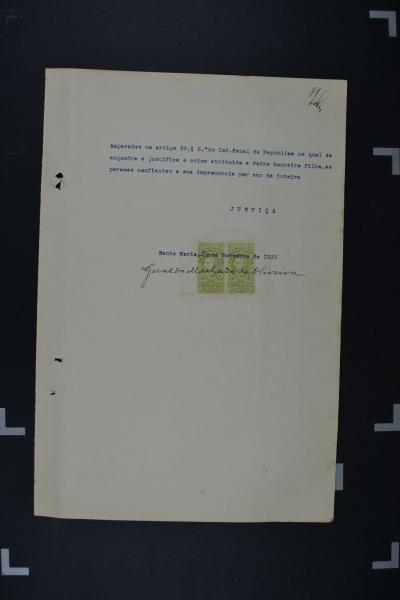 Amparados no artigo 32,§ 2.°do Cod.Penal da Republica no qual se
enquadra e justifica o crime atribuido a Pedro Monteiro Filho,es
peramos confiantes a sua impronuncia por ser de inteira
JUSTIÇA
Santa Maria, de Novembro de 1930
Geraldo Machado de Oliveira